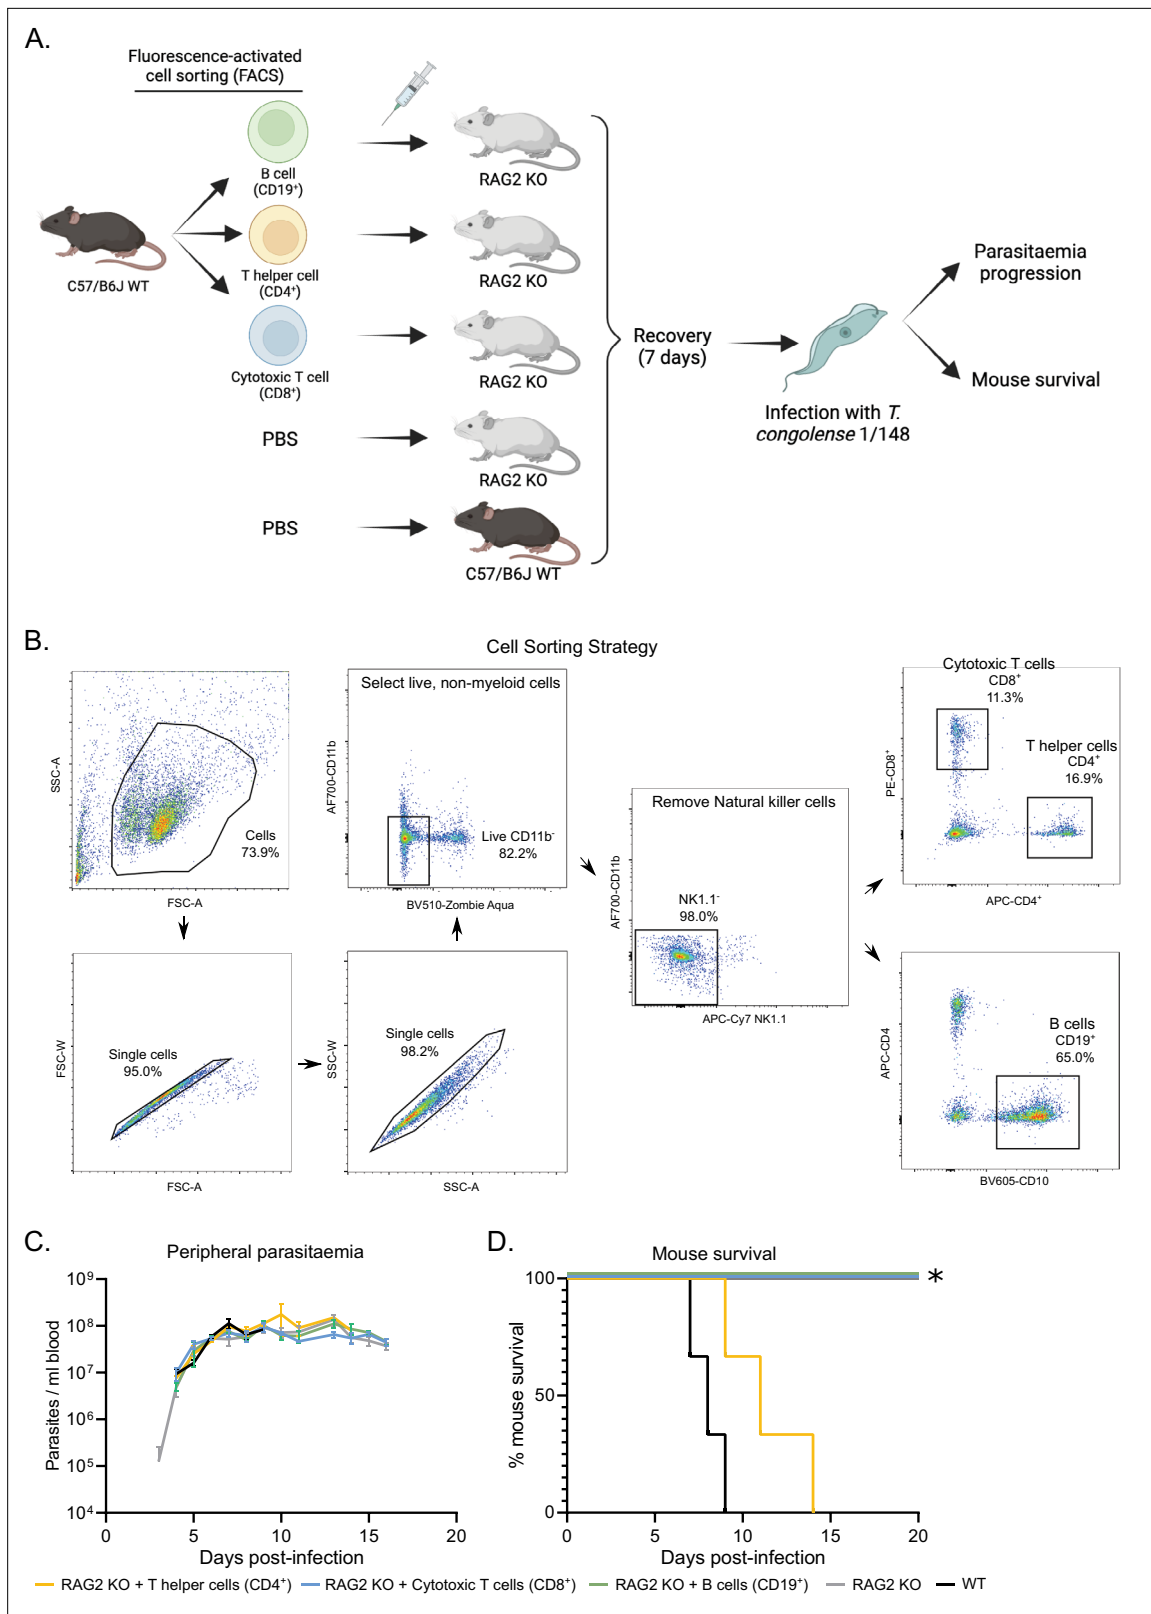 A.
Fluorescence-activated
cell sorting (FACS)
B cell
(CD19⁺)
RAG2 KO
C57/B6J WT
T helper cell
(CD4⁺)
RAG2 KO
Cytotoxic T cell
(CD8⁺)
RAG2 KO
PBS
RAG2 KO
PBS
C57/B6J WT
Recovery
(7 days)
Infection with T.
congolense 1/148
Parasitaemia
progression
Mouse survival
B.
Cell Sorting Strategy
SSC-A
Cells
73.9%
FSC-A
FSC-W
Single cells
95.0%
FSC-A
SSC-W
Single cells
98.2%
SSC-A
Select live, non-myeloid cells
AF700-CD11b
Live CD11b⁻
82.2%
BV510-Zombie Aqua
Remove Natural killer cells
AF700-CD11b
NK1.1⁻
98.0%
APC-Cy7 NK1.1
Cytotoxic T cells
CD8⁺
11.3%
T helper cells
CD4⁺
16.9%
PE-CD8⁺
APC-CD4⁺
B cells
CD19⁺
65.0%
APC-CD4
BV605-CD10
C.
Peripheral parasitaemia
Parasites / ml blood
10⁹
10⁸
10⁷
10⁶
10⁵
10⁴
0 5 10 15 20
Days post-infection
D.
Mouse survival
*
% mouse survival
100
50
0
0 5 10 15 20
Days post-infection
RAG2 KO + T helper cells (CD4⁺) RAG2 KO + Cytotoxic T cells (CD8⁺) RAG2 KO + B cells (CD19⁺) RAG2 KO WT